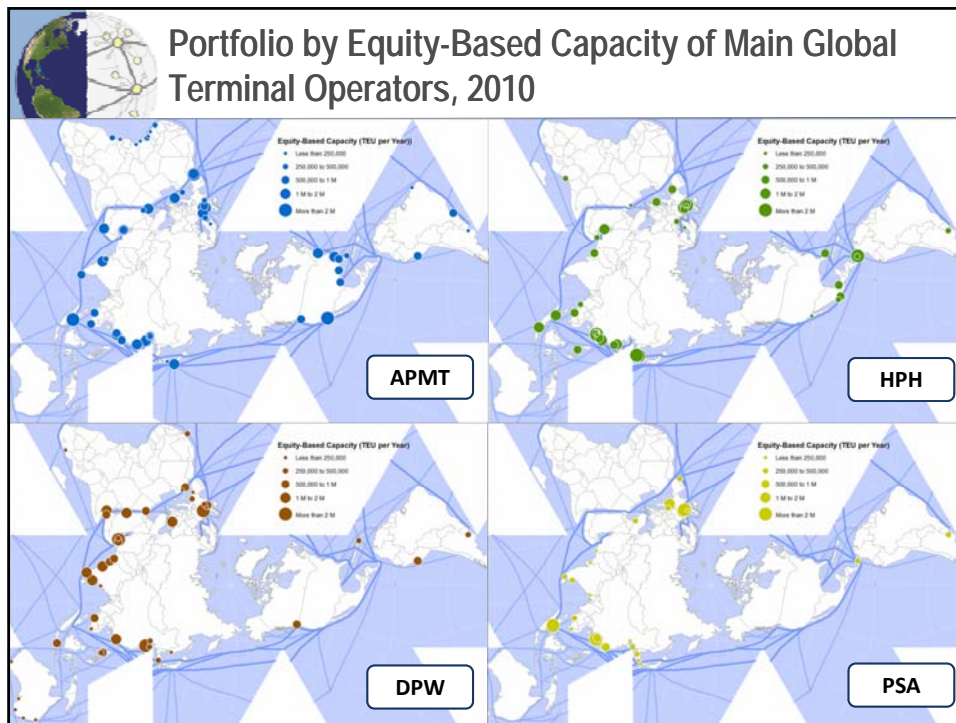 Portfolio by Equity-Based Capacity of Main Global
Terminal Operators, 2010
Equity-Based Capacity (TEU per Year))
Less than 250,000
250,000 to 500,000
500,000 to 1 M
1 M to 2 M
More than 2 M
APMT
Equity-Based Capacity (TEU per Year)
Less than 250,000
250,000 to 500,000
500,000 to 1 M
1 M to 2 M
More than 2 M
HPH
Equity-Based Capacity (TEU per Year)
Less than 250,000
250,000 to 500,000
500,000 to 1 M
1 M to 2 M
More than 2 M
DPW
Equity-Based Capacity (TEU per Year)
Less than 250,000
250,000 to 500,000
500,000 to 1 M
1 M to 2 M
More than 2 M
PSA